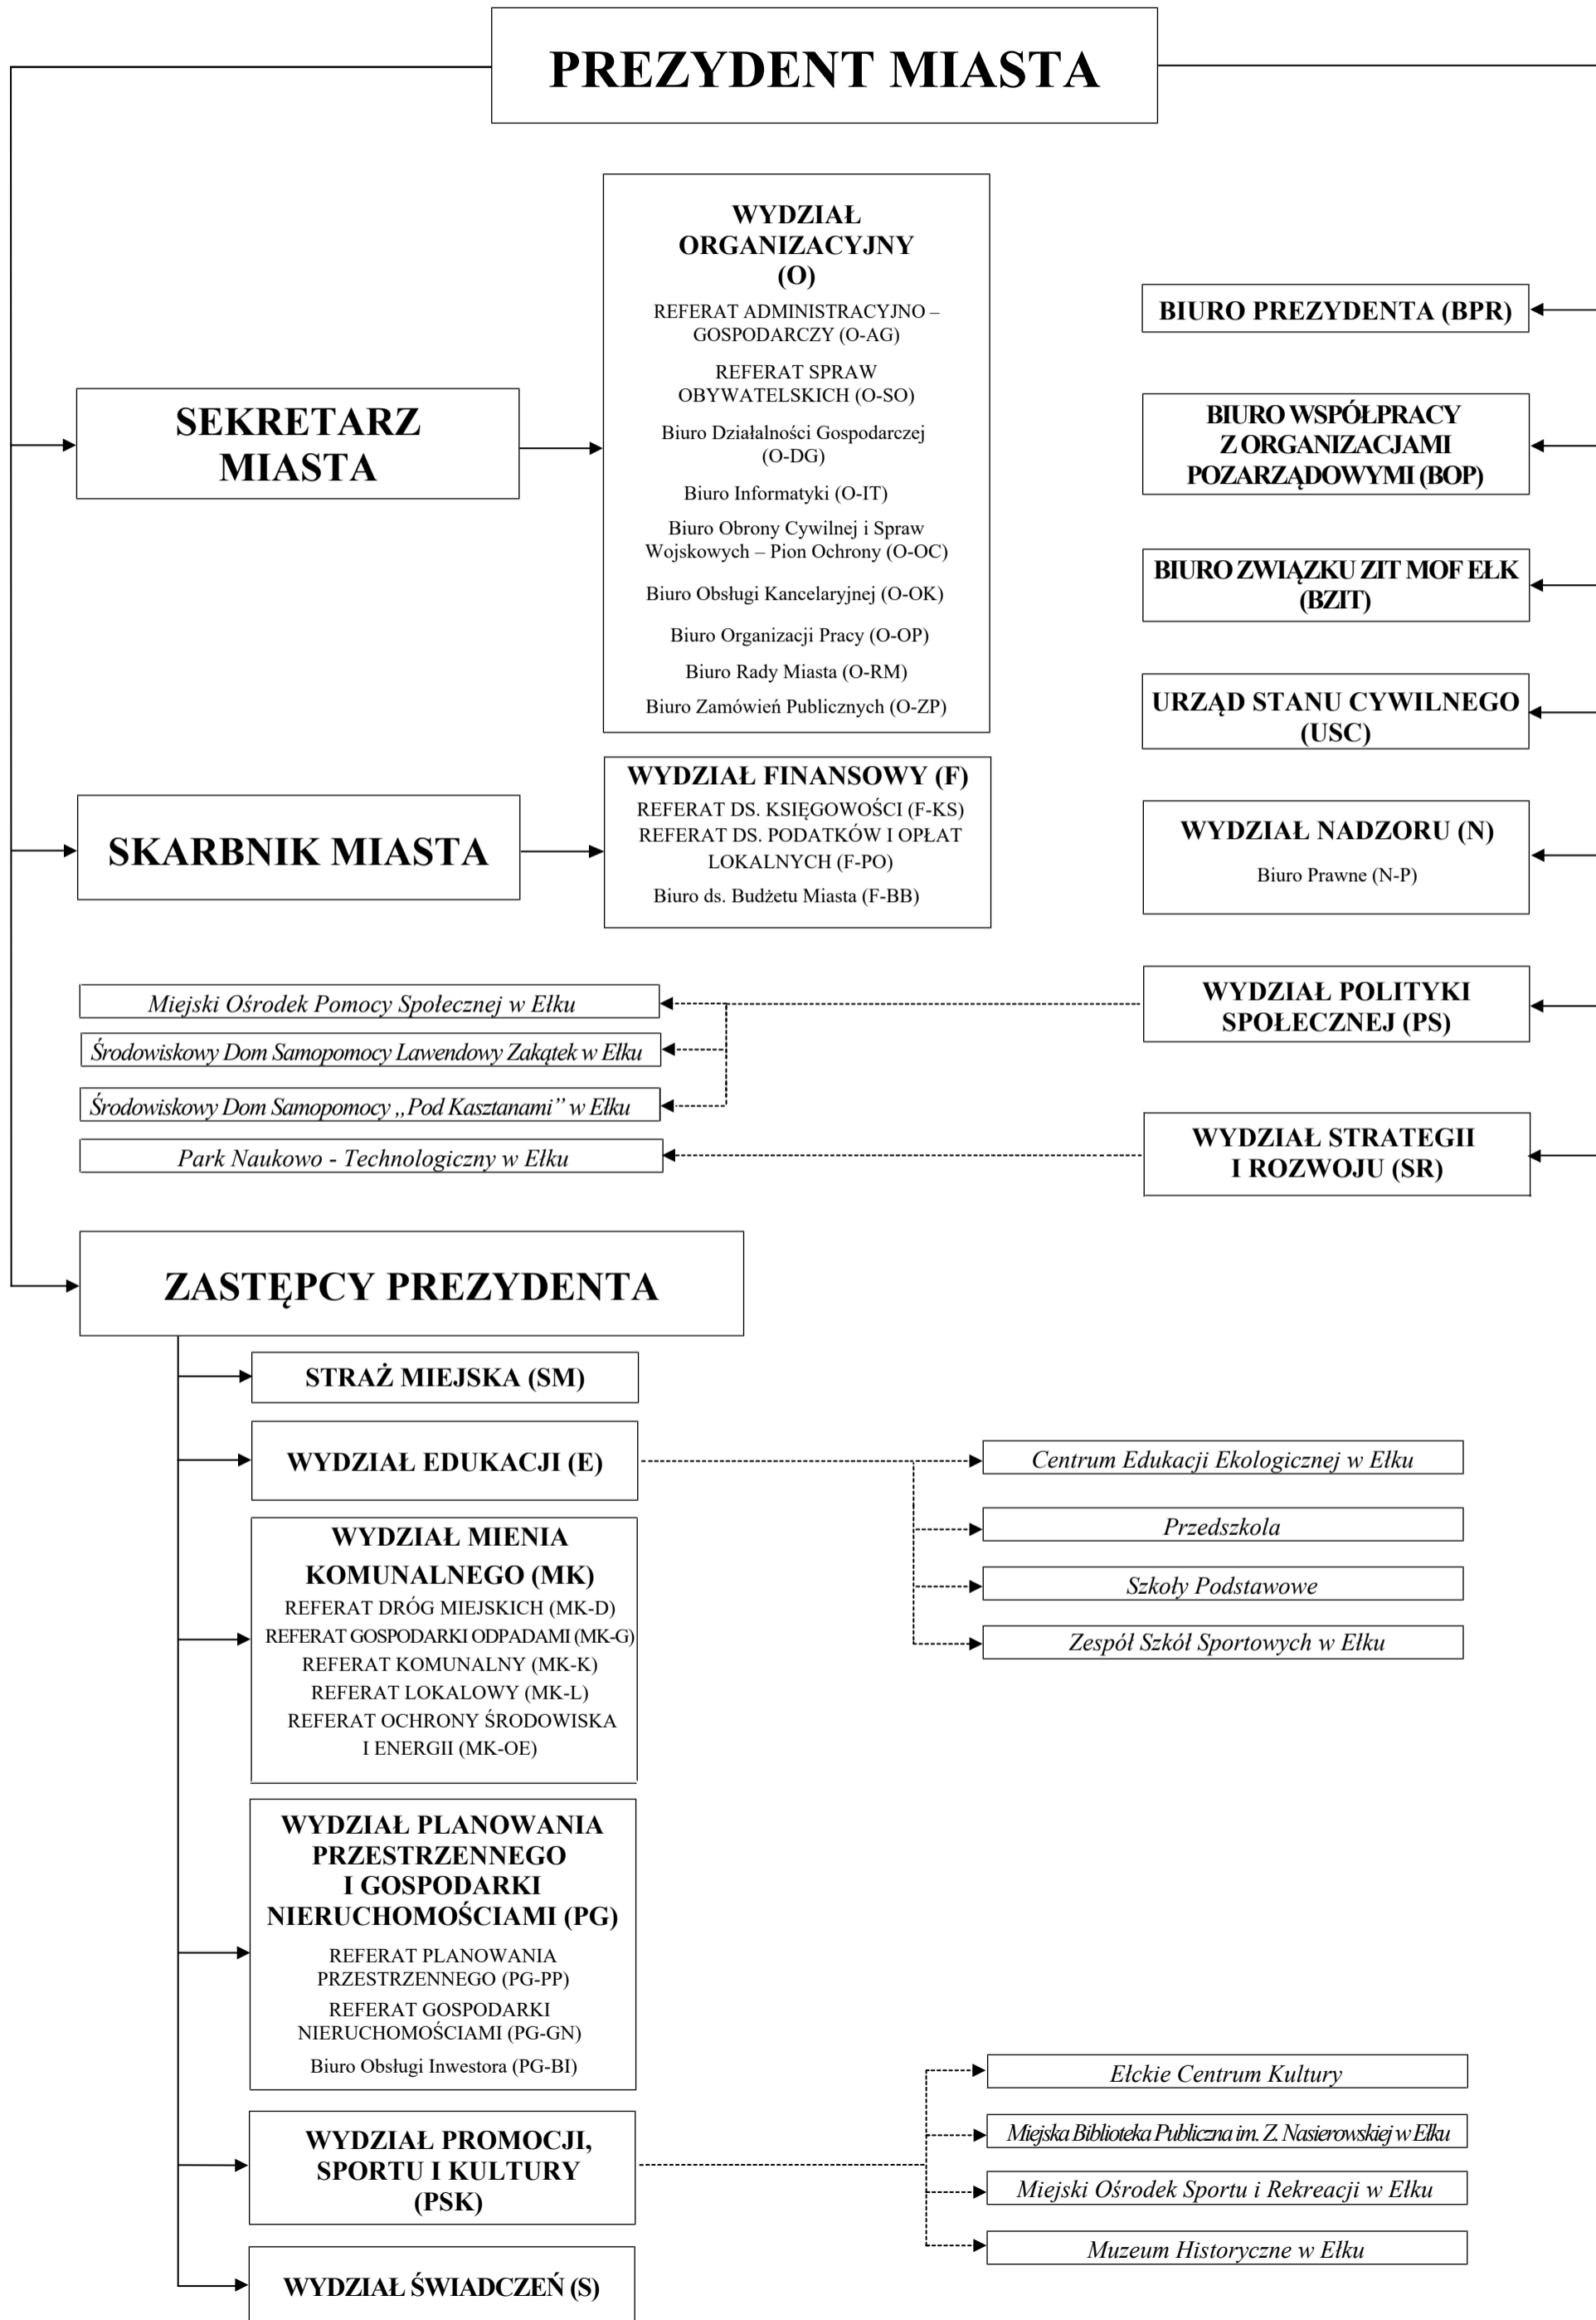 PREZYDENT MIASTA
WYDZIAŁ
ORGANIZACYJNY
(O)
REFERAT ADMINISTRACYJNO –
GOSPODARCZY (O-AG)
REFERAT SPRAW
OBYWATELSKICH (O-SO)
Biuro Działalności Gospodarczej
(O-DG)
Biuro Informatyki (O-IT)
Biuro Obrony Cywilnej i Spraw
Wojskowych – Pion Ochrony (O-OC)
Biuro Obsługi Kancelaryjnej (O-OK)
Biuro Organizacji Pracy (O-OP)
Biuro Rady Miasta (O-RM)
Biuro Zamówień Publicznych (O-ZP)
SEKRETARZ
MIASTA
BIURO PREZYDENTA (BPR)
BIURO WSPÓŁPRACY
Z ORGANIZACJAMI
POZARZĄDOWYMI (BOP)
BIURO ZWIĄZKU ZIT MOF EŁK
(BZIT)
URZĄD STANU CYWILNEGO
(USC)
SKARBNIK MIASTA
WYDZIAŁ FINANSOWY (F)
REFERAT DS. KSIĘGOWOŚCI (F-KS)
REFERAT DS. PODATKÓW I OPŁAT
LOKALNYCH (F-PO)
Biuro ds. Budżetu Miasta (F-BB)
WYDZIAŁ NADZORU (N)
Biuro Prawne (N-P)
Miejski Ośrodek Pomocy Społecznej w Ełku
Środowiskowy Dom Samopomocy Lawendowy Zakątek w Ełku
Środowiskowy Dom Samopomocy „Pod Kasztanami” w Ełku
Park Naukowo - Technologiczny w Ełku
WYDZIAŁ POLITYKI
SPOŁECZNEJ (PS)
WYDZIAŁ STRATEGII
I ROZWOJU (SR)
ZASTĘPCY PREZYDENTA
STRAŻ MIEJSKA (SM)
WYDZIAŁ EDUKACJI (E)
Centrum Edukacji Ekologicznej w Ełku
Przedszkola
Szkoły Podstawowe
Zespół Szkół Sportowych w Ełku
WYDZIAŁ MIENIA
KOMUNALNEGO (MK)
REFERAT DRÓG MIEJSKICH (MK-D)
REFERAT GOSPODARKI ODPADAMI (MK-G)
REFERAT KOMUNALNY (MK-K)
REFERAT LOKALOWY (MK-L)
REFERAT OCHRONY ŚRODOWISKA
I ENERGII (MK-OE)
WYDZIAŁ PLANOWANIA
PRZESTRZENNEGO
I GOSPODARKI
NIERUCHOMOŚCIAMI (PG)
REFERAT PLANOWANIA
PRZESTRZENNEGO (PG-PP)
REFERAT GOSPODARKI
NIERUCHOMOŚCIAMI (PG-GN)
Biuro Obsługi Inwestora (PG-BI)
WYDZIAŁ PROMOCJI,
SPORTU I KULTURY
(PSK)
Ełckie Centrum Kultury
Miejska Biblioteka Publiczna im. Z. Nasierowskiej w Ełku
Miejski Ośrodek Sportu i Rekreacji w Ełku
Muzeum Historyczne w Ełku
WYDZIAŁ ŚWIADCZEŃ (S)